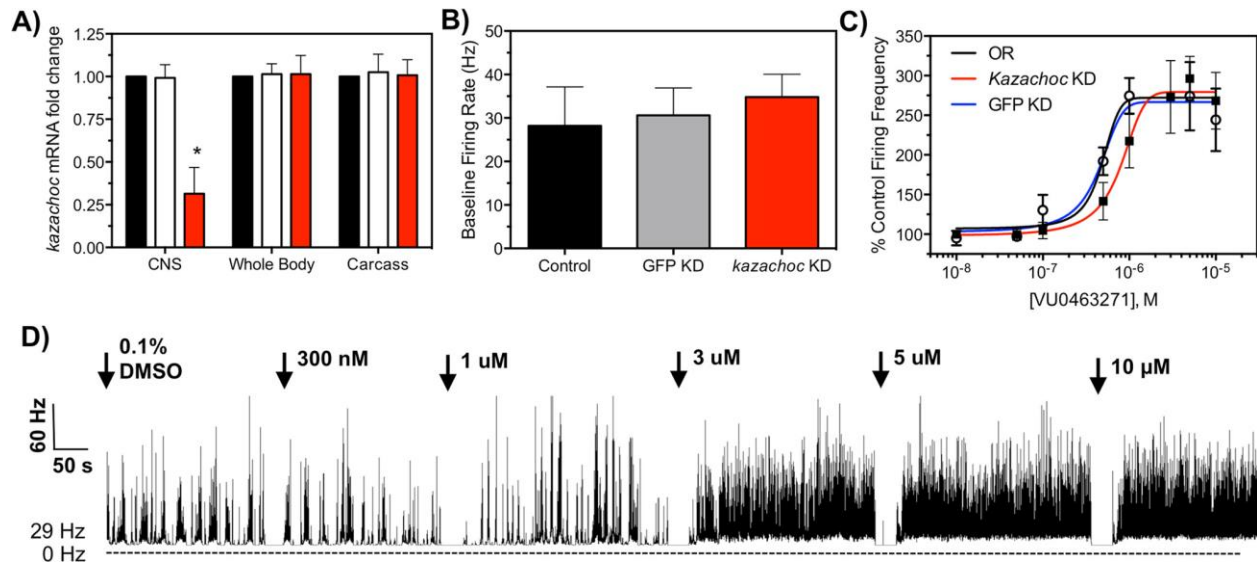 A)
kazachoc mRNA fold change
1.25
1.00
0.75
0.50
0.25
0.00
*
CNS
Whole Body
Carcass
B)
Baseline Firing Rate (Hz)
50
40
30
20
10
0
Control
GFP KD
kazachoc KD
C)
% Control Firing Frequency
350
300
250
200
150
100
OR
Kazachoc KD
GFP KD
10⁻⁸
10⁻⁷
10⁻⁶
10⁻⁵
[VU0463271], M
D)
0.1%
DMSO
300 nM
1 uM
3 uM
5 uM
10 µM
60 Hz
50 s
29 Hz
0 Hz